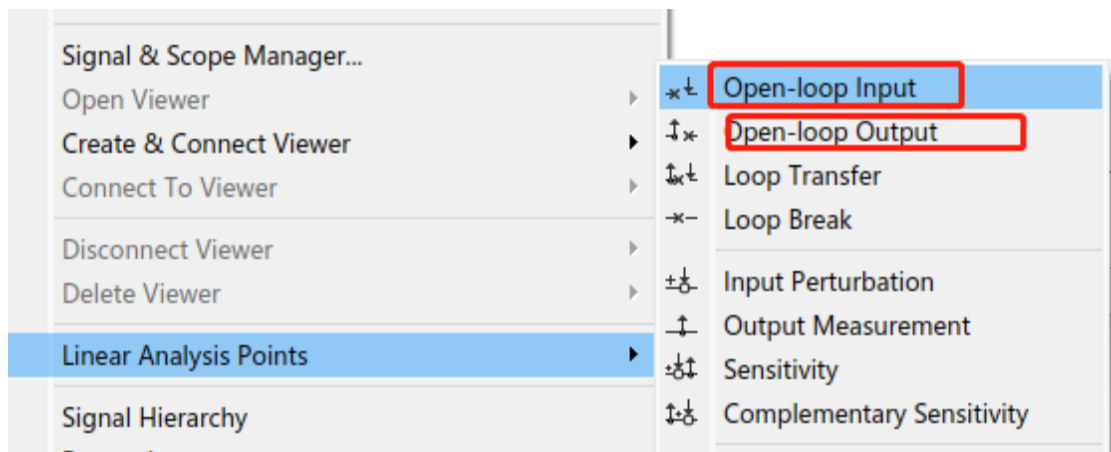 Signal & Scope Manager...
Open Viewer
Create & Connect Viewer
Connect To Viewer
Disconnect Viewer
Delete Viewer
Linear Analysis Points
Signal Hierarchy
Open-loop Input
Open-loop Output
Loop Transfer
Loop Break
Input Perturbation
Output Measurement
Sensitivity
Complementary Sensitivity